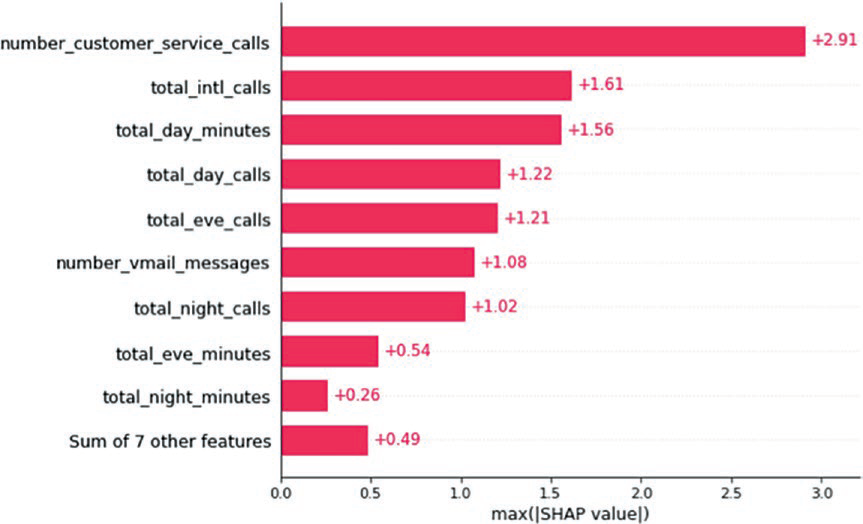 number_customer_service_calls +2.91
total_intl_calls +1.61
total_day_minutes +1.56
total_day_calls +1.22
total_eve_calls +1.21
number_vmail_messages +1.08
total_night_calls +1.02
total_eve_minutes +0.54
total_night_minutes +0.26
Sum of 7 other features +0.49
0.0 0.5 1.0 1.5 2.0 2.5 3.0
max(|SHAP value|)